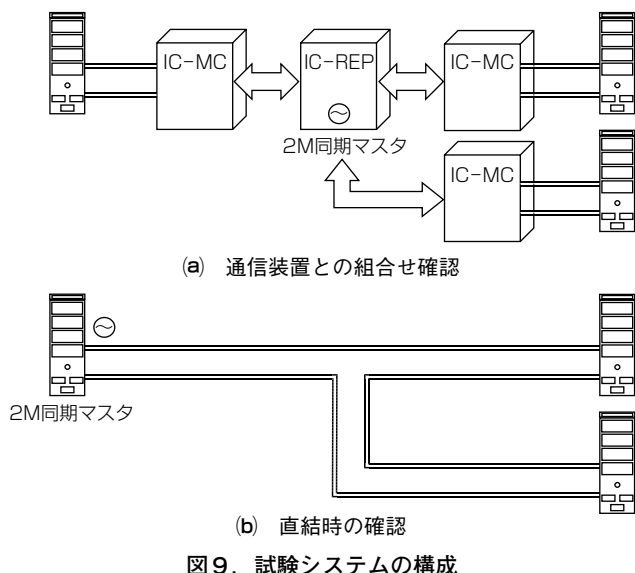 IC-MC
IC-REP
IC-MC
2M同期マスタ
IC-MC
(a) 通信装置との組合せ確認
2M同期マスタ
(b) 直結時の確認
図9. 試験システムの構成